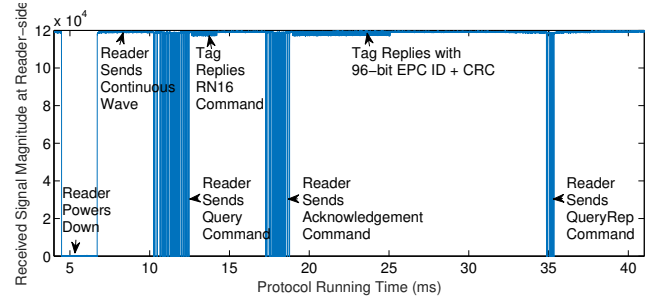 12 x 10⁴
10
8
6
4
2
0
5
10
15
20
25
30
35
40
Received Signal Magnitude at Reader−side
Protocol Running Time (ms)
Reader
Sends
Continuous
Wave
Tag
Replies
RN16
Command
Tag Replies with
96−bit EPC ID + CRC
Reader
Powers
Down
Reader
Sends
Query
Command
Reader
Sends
Acknowledgement
Command
Reader
Sends
QueryRep
Command